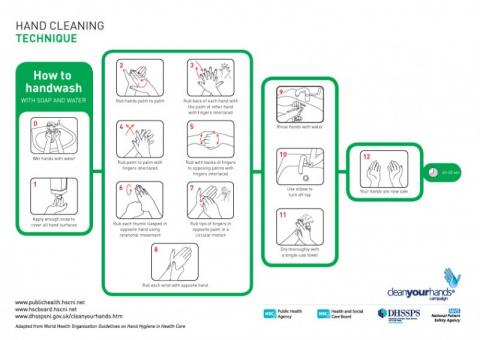 HAND CLEANING
TECHNIQUE
How to
handwash
WITH SOAP AND WATER
0
Wet hands with water
1
Apply enough soap to
cover all hand surfaces
2
Rub hands palm to palm
3
Rub back of each hand with
the palm of other hand
with fingers interlaced
4
Rub palm to palm with
fingers interlaced
5
Rub with backs of fingers
to opposing palms with
fingers interlaced
6
Rub each thumb clasped in
opposite hand using
rotational movement
7
Rub tips of fingers in
opposite palm in a
circular motion
8
Rub each wrist with opposite hand
9
Rinse hands with water
10
Use elbow to
turn off tap
11
Dry thoroughly with
a single-use towel
12
Your hands are now safe
www.publichealth.hscni.net
www.hscboard.hscni.net
www.dhsspsni.gov.uk/cleanyourhands.htm
Adapted from World Health Organization Guidelines on Hand Hygiene in Health Care
HSC Public Health
Agency
HSC Health and Social
Care Board
DHSSPS
cleanyourhands
campaign
NHS
National Patient
Safety Agency